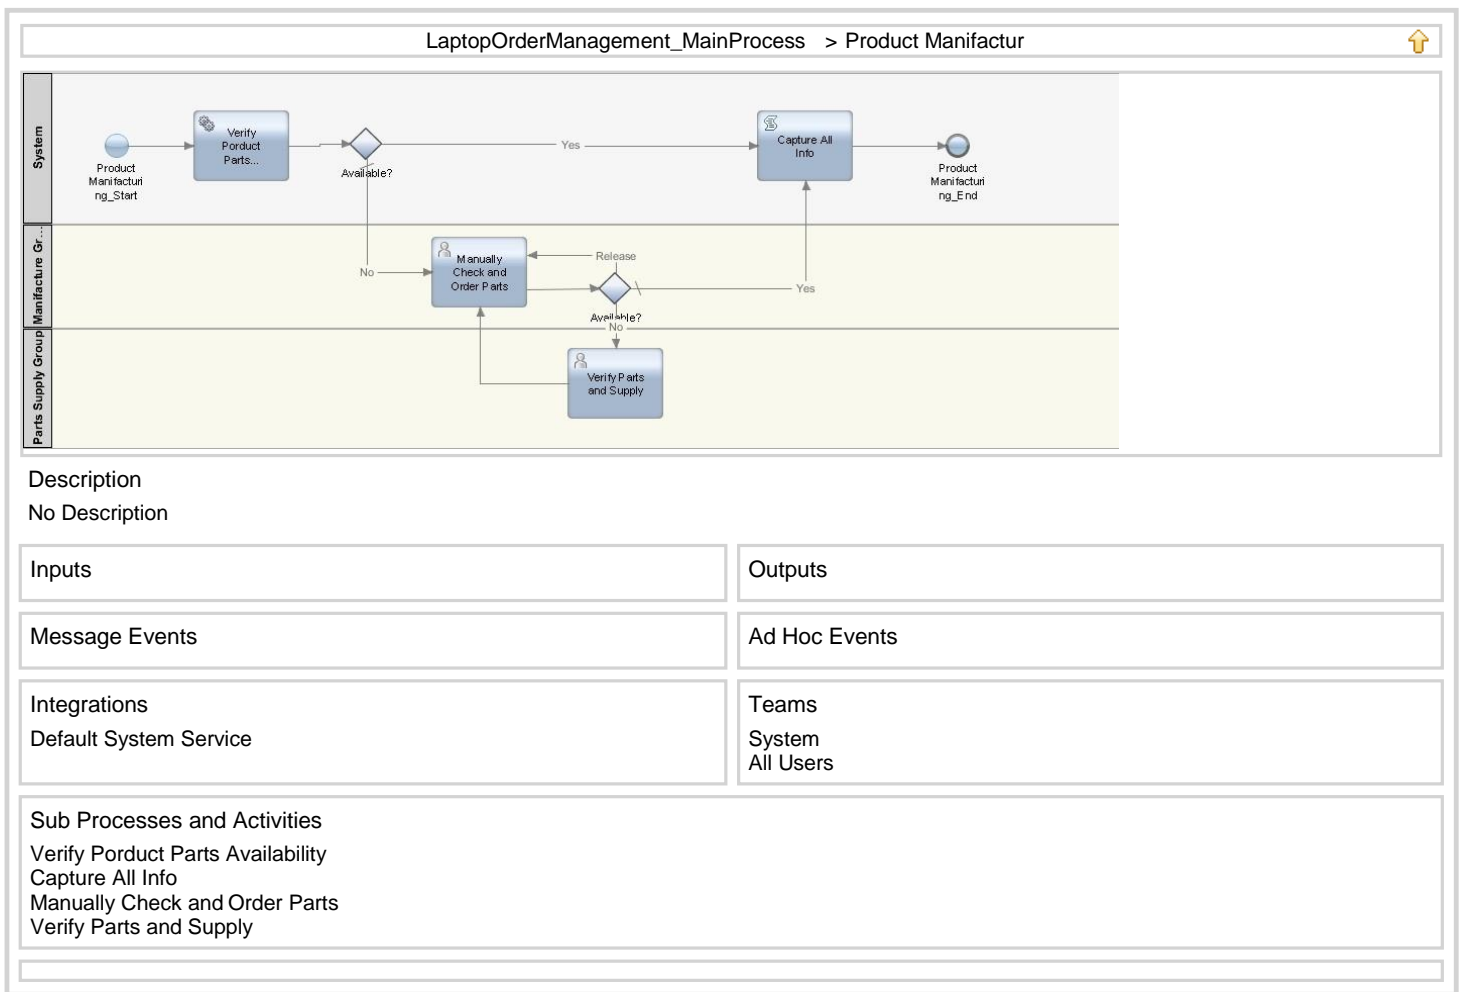 LaptopOrderManagement_MainProcess > Product Manifactur
System
Product
Manifacturi
ng_Start
Verify
Porduct
Parts...
Available?
Yes
Capture All
Info
Product
Manifacturi
ng_End
Manifacture Gr...
No
Manually
Check and
Order Parts
Release
Available?
Yes
No
Parts Supply Group
Verify Parts
and Supply
Description
No Description
Inputs
Outputs
Message Events
Ad Hoc Events
Integrations
Default System Service
Teams
System
All Users
Sub Processes and Activities
Verify Porduct Parts Availability
Capture All Info
Manually Check and Order Parts
Verify Parts and Supply